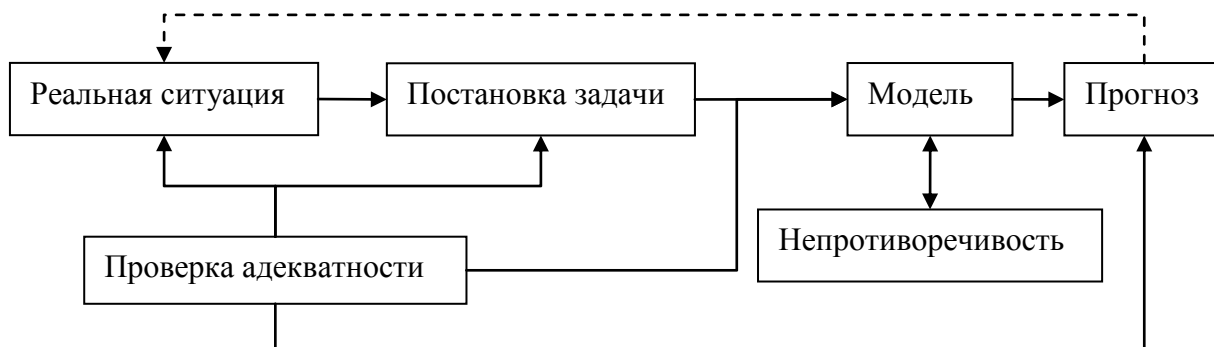 Реальная ситуация
Постановка задачи
Модель
Прогноз
Непротиворечивость
Проверка адекватности